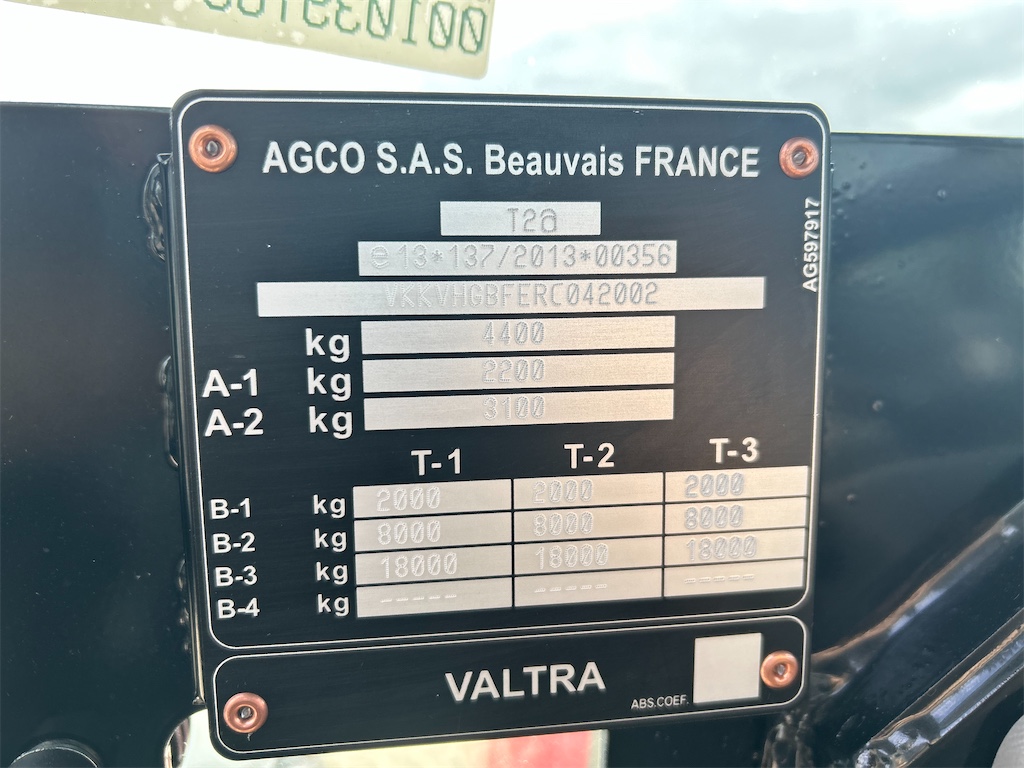 AGCO S.A.S. Beauvais FRANCE
T2a
e13*137/2013*00356
VKKVHGBFERC042002
kg 4400
A-1 kg 2200
A-2 kg 3100
T-1 T-2 T-3
B-1 kg 2000 2000 2000
B-2 kg 8000 8000 8000
B-3 kg 18000 18000 18000
B-4 kg ----- ----- -----
VALTRA
ABS.COEF.
AG597917